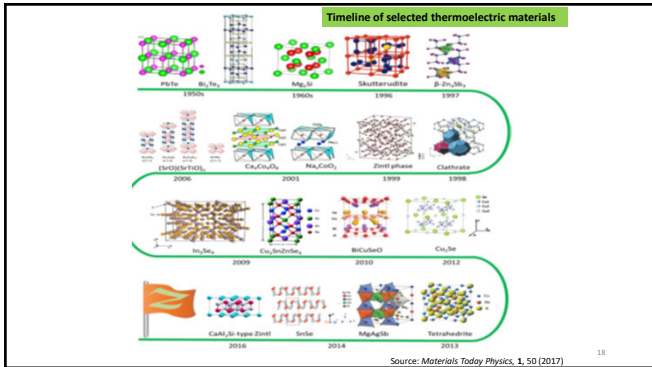 Timeline of selected thermoelectric materials
PbTe Bi₂Te₃ Mg₂Si Skutterudite β-Zn₄Sb₃
1950s 1960s 1996 1997
(SrO)(SrTiO₃)ₙ Ca₃Co₄O₉ NaₓCoO₂ Zintl phase Clathrate
2006 2001 1999 1998
In₄Se₃ Cu₂SnZnSe₄ BiCuSeO Cu₂Se
2009 2010 2012
CaAl₂Si-type Zintl SnSe MgAgSb Tetrahedrite
2016 2014 2013
Source: Materials Today Physics, 1, 50 (2017)
18